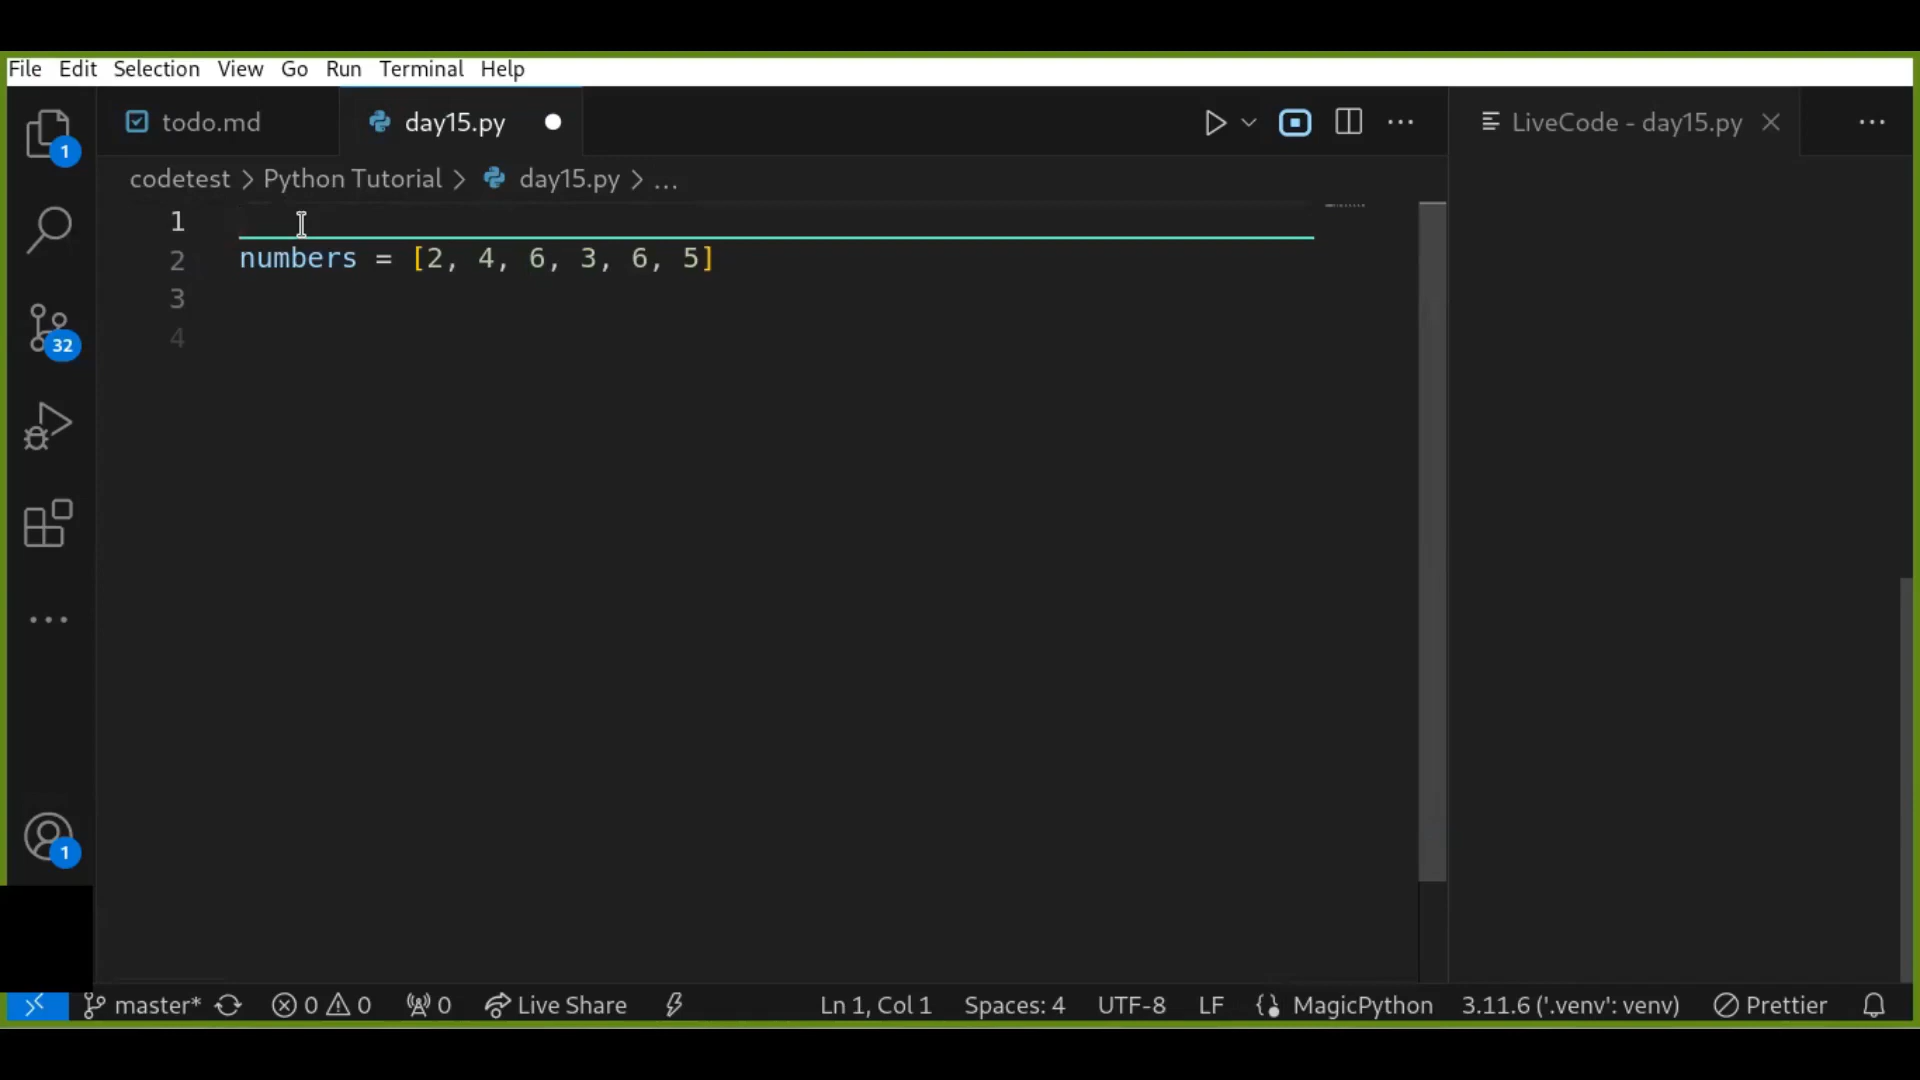 File Edit Selection View Go Run Terminal Help
todo.md day15.py LiveCode - day15.py
codetest > Python Tutorial > day15.py > ...
1
2 numbers = [2, 4, 6, 3, 6, 5]
3
4
1
32
1
master* 0 0 0 Live Share Ln 1, Col 1 Spaces: 4 UTF-8 LF MagicPython 3.11.6 ('.venv': venv) Prettier